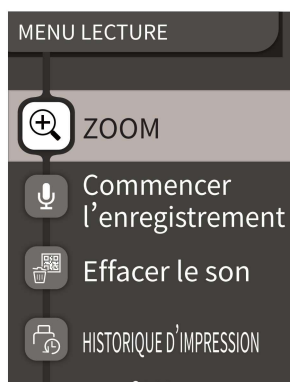 MENU LECTURE
ZOOM
Commencer
l’enregistrement
Effacer le son
HISTORIQUE D’IMPRESSION